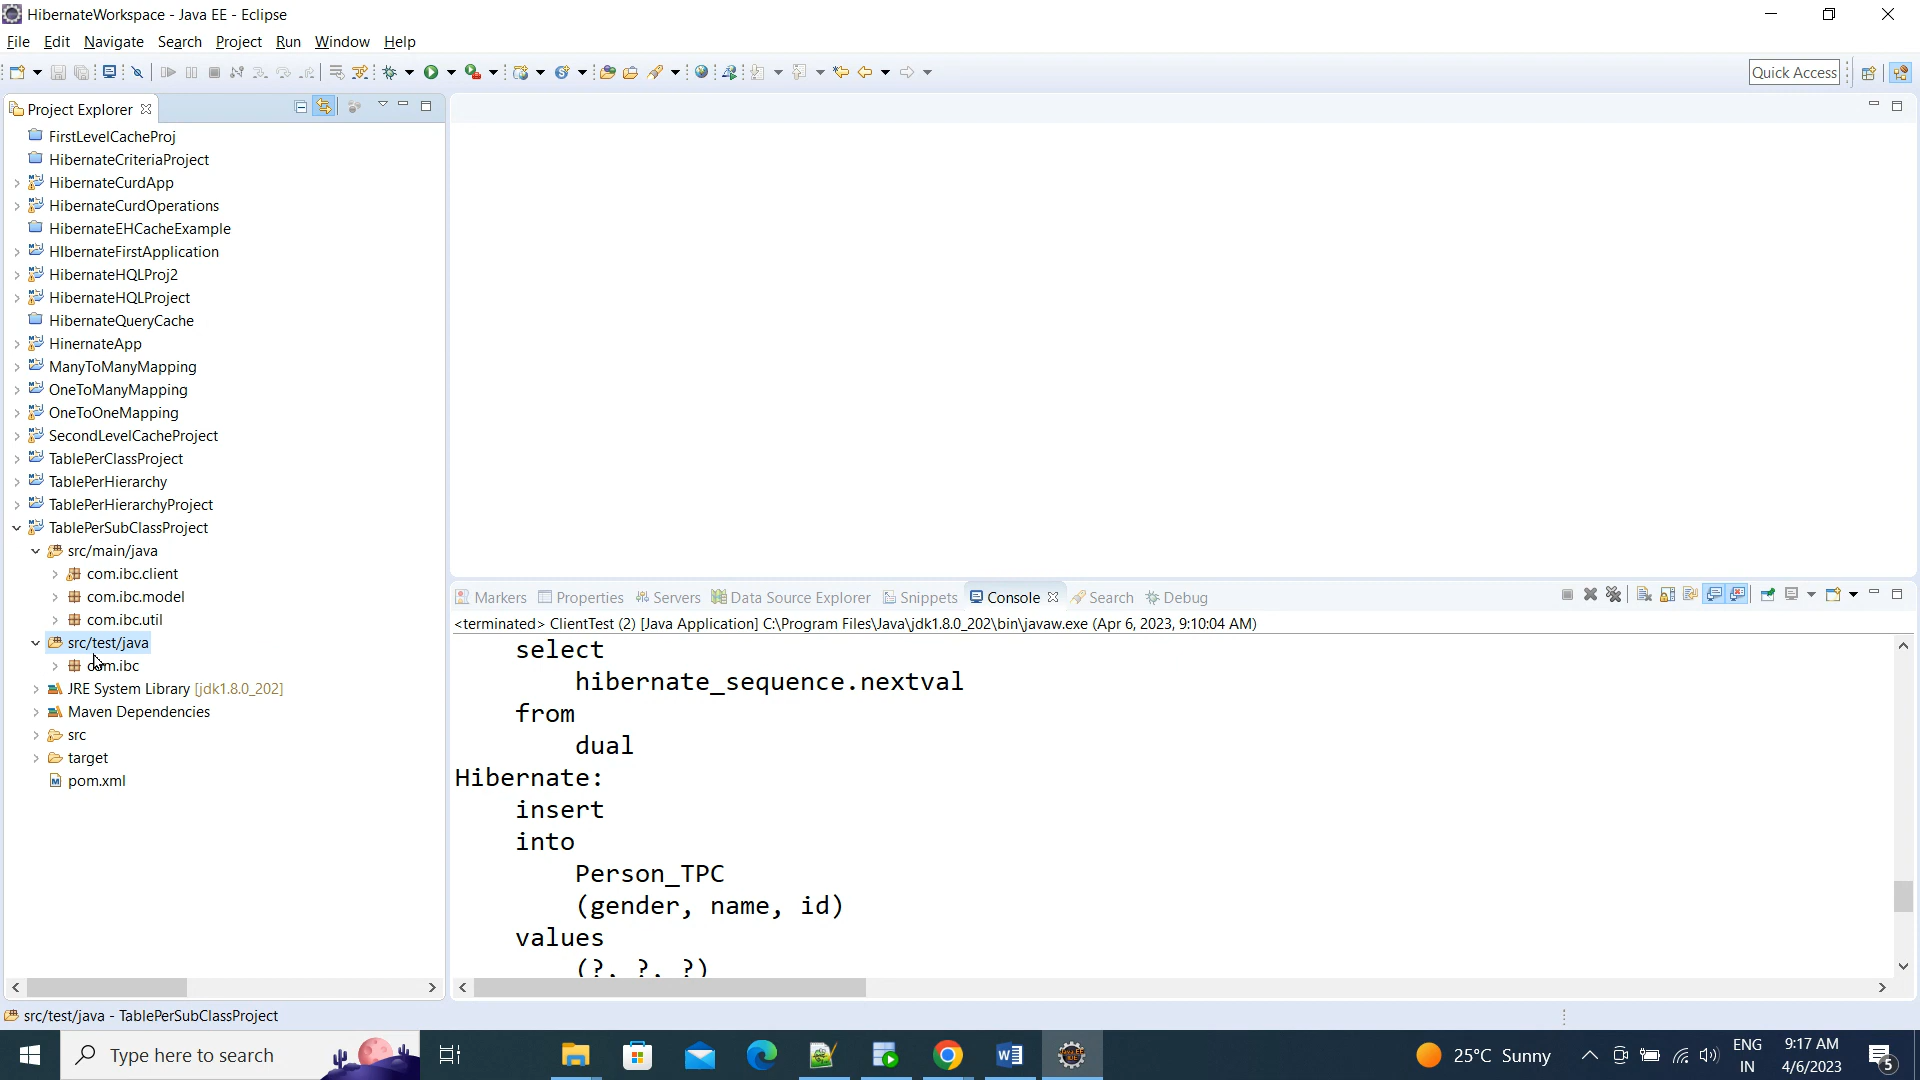 HibernateWorkspace - Java EE - Eclipse
File Edit Navigate Search Project Run Window Help
Quick Access
Project Explorer
FirstLevelCacheProj
HibernateCriteriaProject
HibernateCurdApp
HibernateCurdOperations
HibernateEHCacheExample
HIbernateFirstApplication
HibernateHQLProj2
HibernateHQLProject
HibernateQueryCache
HinernateApp
ManyToManyMapping
OneToManyMapping
OneToOneMapping
SecondLevelCacheProject
TablePerClassProject
TablePerHierarchy
TablePerHierarchyProject
TablePerSubClassProject
src/main/java
com.ibc.client
com.ibc.model
com.ibc.util
src/test/java
com.ibc
JRE System Library [jdk1.8.0_202]
Maven Dependencies
src
target
pom.xml
Markers Properties Servers Data Source Explorer Snippets Console Search Debug
<terminated> ClientTest (2) [Java Application] C:\Program Files\Java\jdk1.8.0_202\bin\javaw.exe (Apr 6, 2023, 9:10:04 AM)
select
hibernate_sequence.nextval
from
dual
Hibernate:
insert
into
Person_TPC
(gender, name, id)
values
(?, ?, ?)
src/test/java - TablePerSubClassProject
Type here to search
25°C Sunny
ENG
IN
9:17 AM
4/6/2023
5